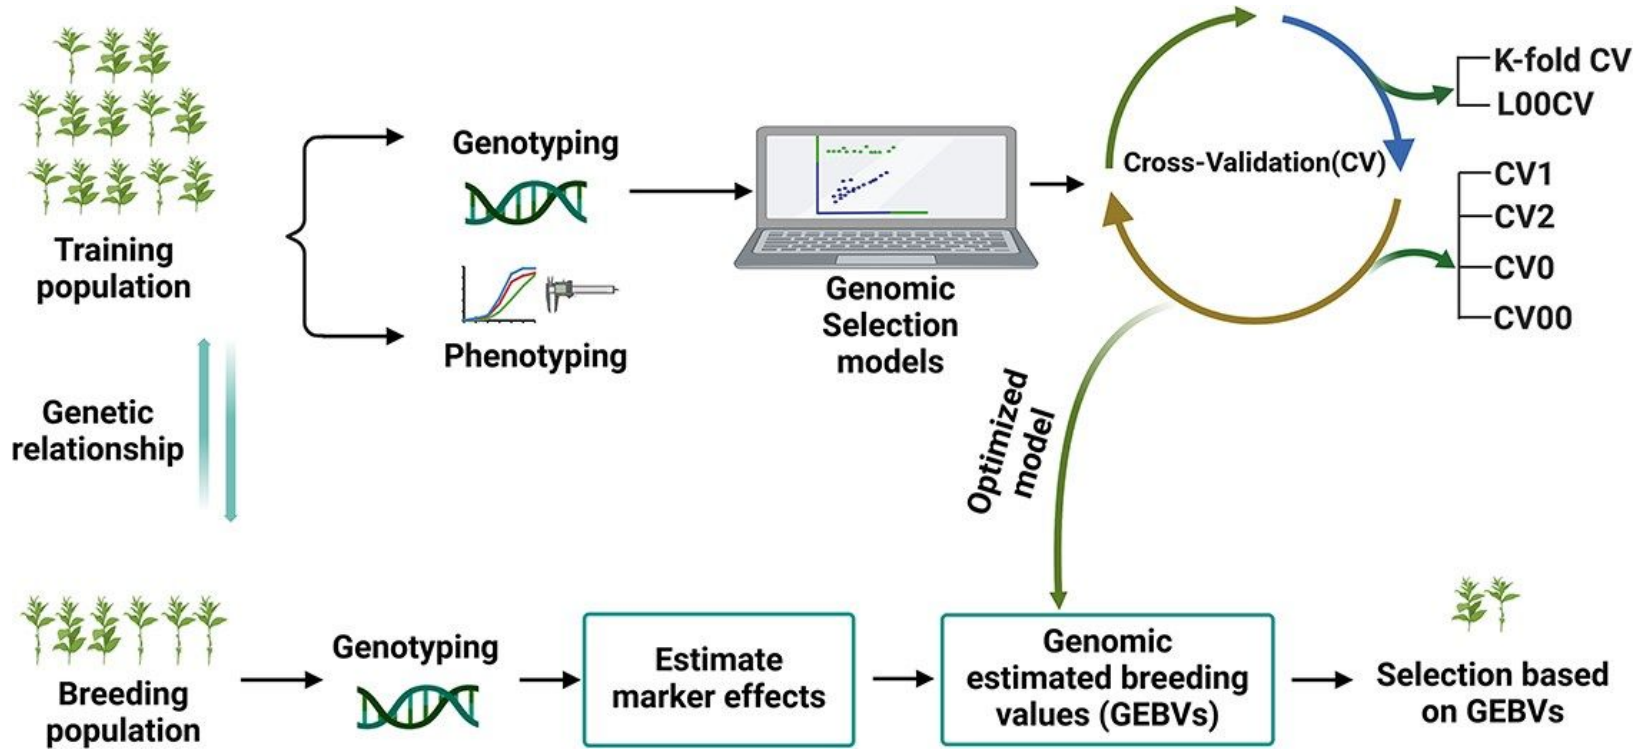 Training
population
Genotyping
Phenotyping
Genomic
Selection
models
Cross-Validation(CV)
K-fold CV
L00CV
CV1
CV2
CV0
CV00
Genetic
relationship
Optimized
model
Breeding
population
Genotyping
Estimate
marker effects
Genomic
estimated breeding
values (GEBVs)
Selection based
on GEBVs